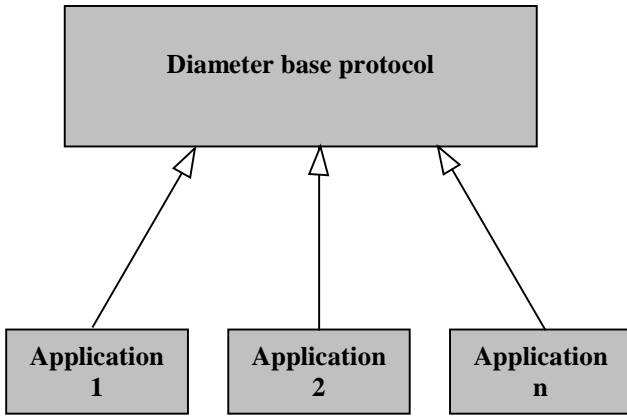 Diameter base protocol
Application
1
Application
2
Application
n